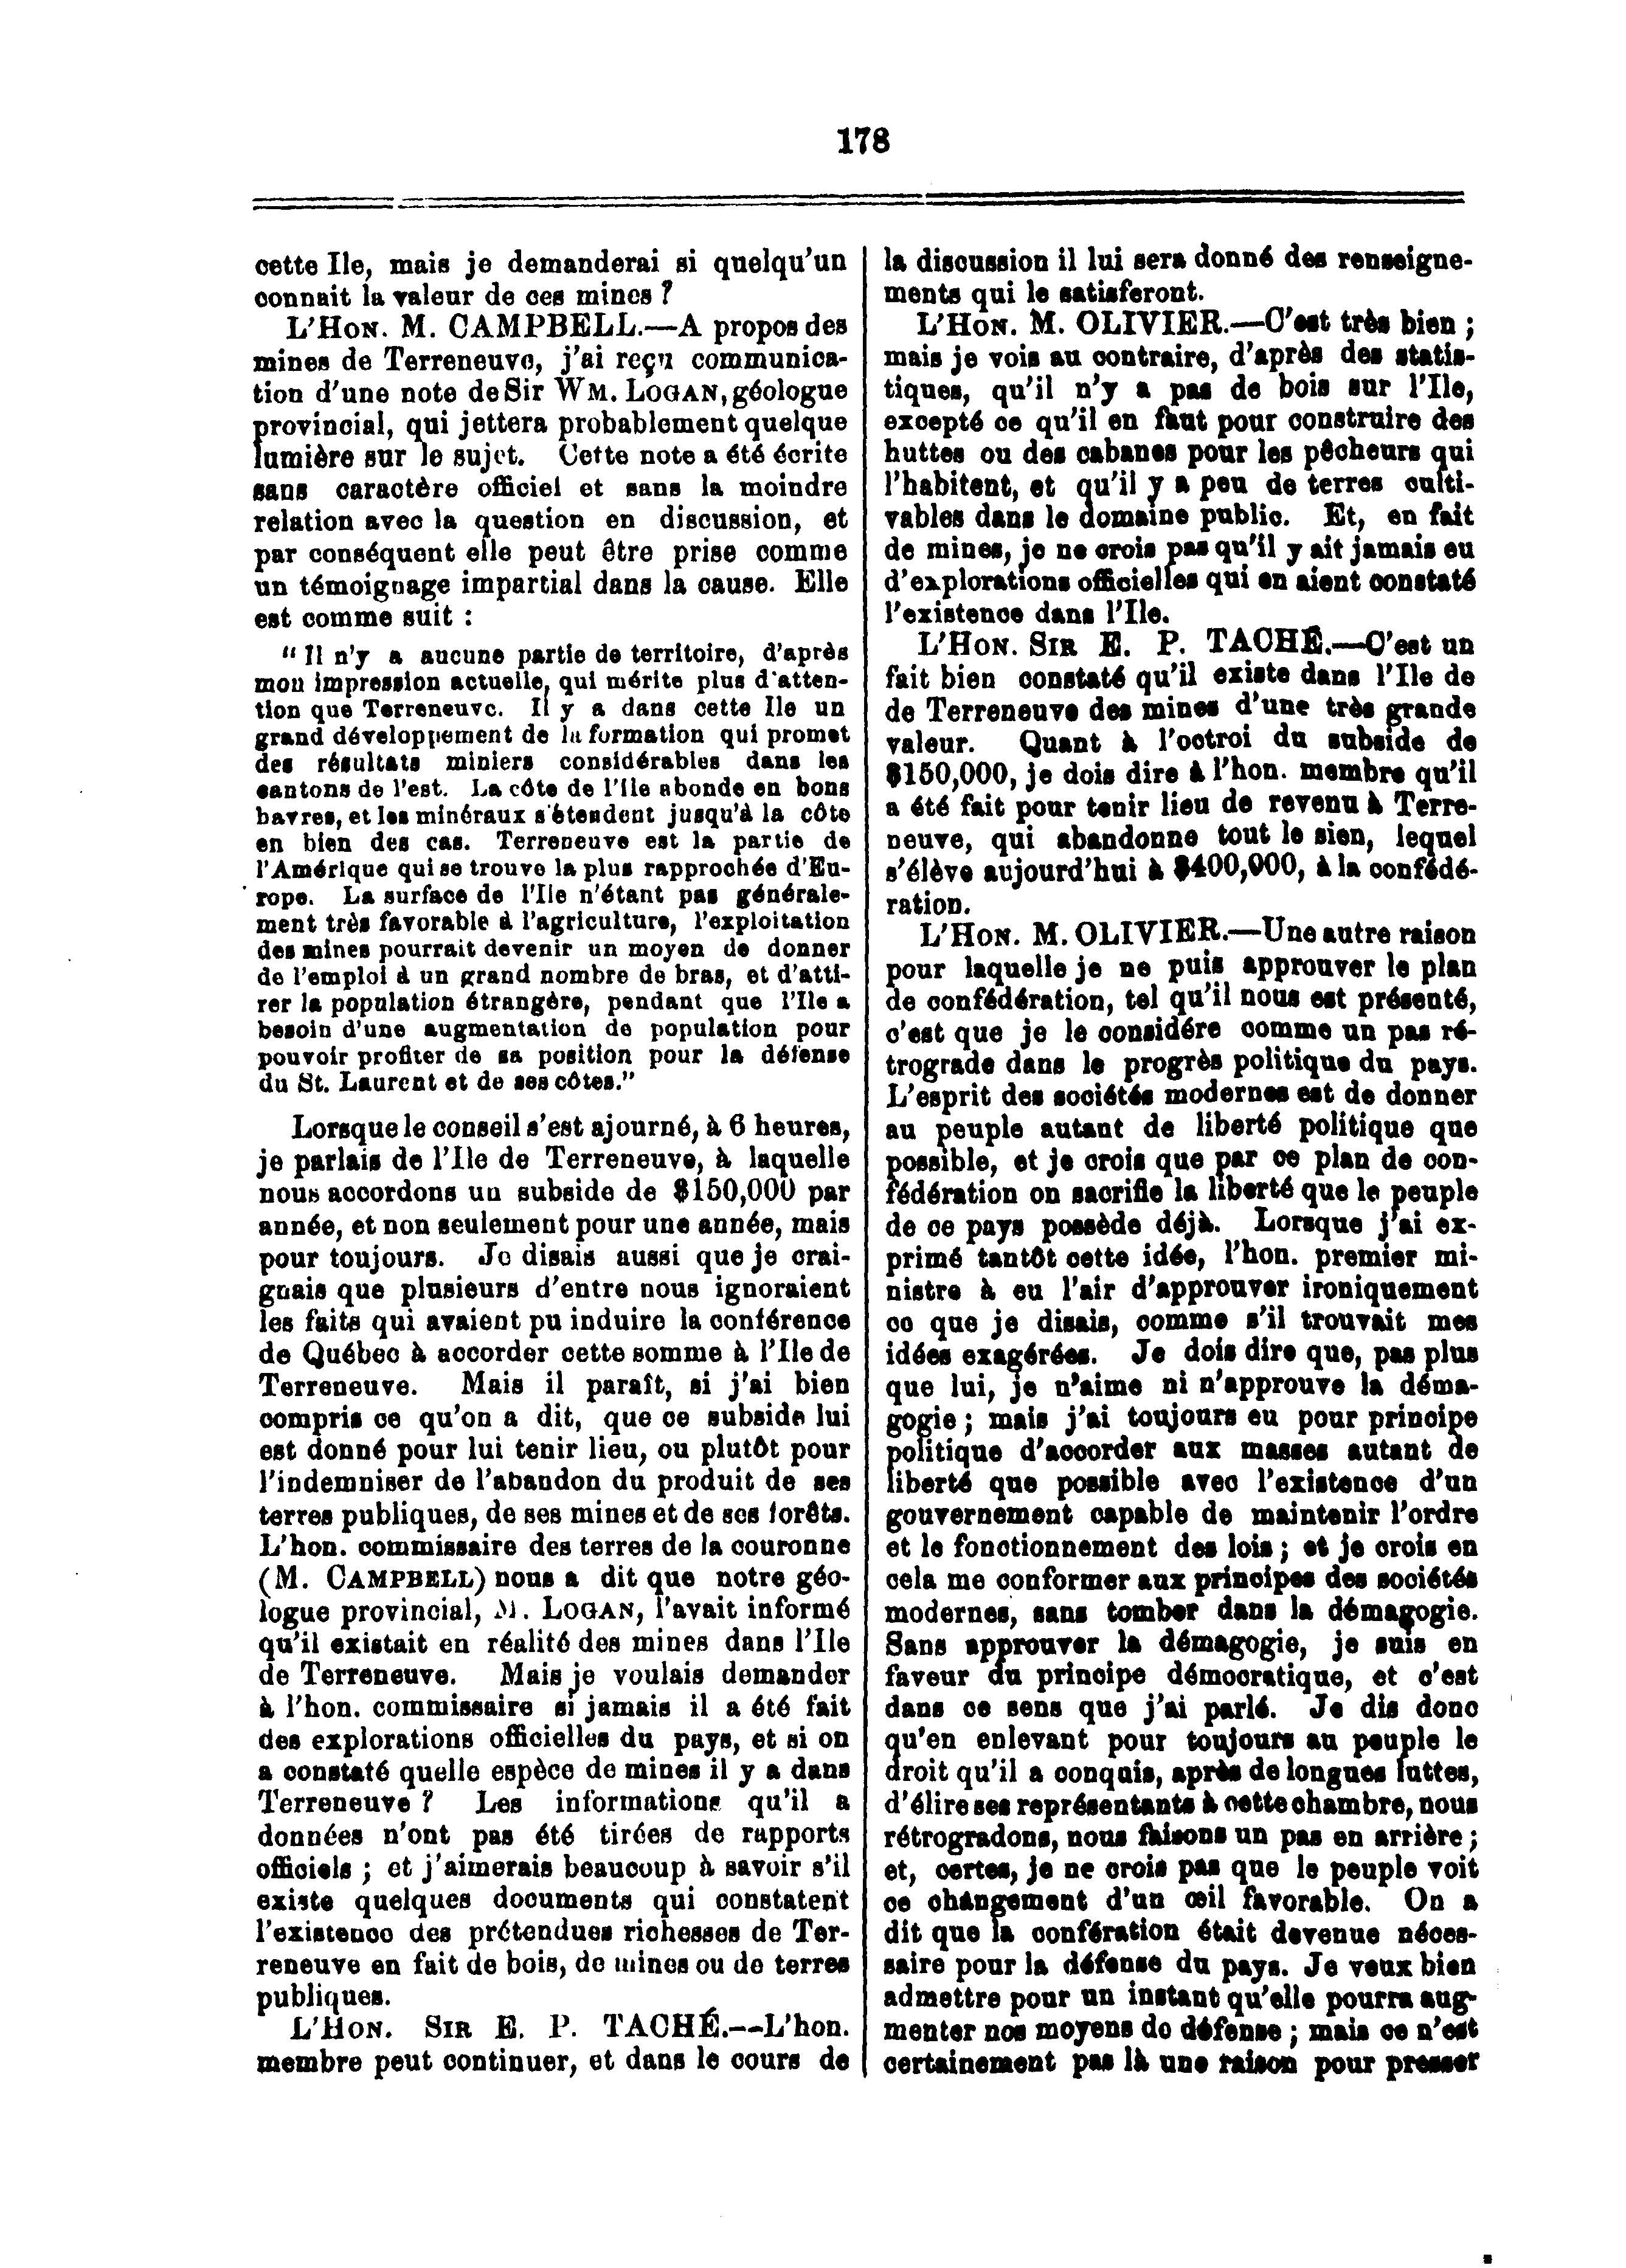 178
cette Ile, mais je demanderai si quelqu'un
connait la valeur de ces mines ?
L'HON. M. CAMPBELL.—A propos des
mines de Terreneuve, j'ai reçu communica-
tion d'une note de Sir WM. LOGAN, géologue
provincial, qui jettera probablement quelque
lumière sur le sujet. Cette note a été écrite
sans caractère officiel et sans la moindre
relation avec la question en discussion, et
par conséquent elle peut être prise comme
un témoignage impartial dans la cause. Elle
est comme suit :
“ Il n'y a aucune partie de territoire, d'après
mon impression actuelle, qui mérite plus d'atten-
tion que Terreneuve. Il y a dans cette Ile un
grand développement de la formation qui promet
des résultats miniers considérables dans les
cantons de l'est. La côte de l'Ile abonde en bons
havres, et les minéraux s'étendent jusqu'à la côte
en bien des cas. Terreneuve est la partie de
l'Amérique qui se trouve la plus rapprochée d'Eu-
rope. La surface de l'Ile n'étant pas générale-
ment très favorable à l'agriculture, l'exploitation
des mines pourrait devenir un moyen de donner
de l'emploi à un grand nombre de bras, et d'atti-
rer la population étrangère, pendant que l'Ile a
besoin d'une augmentation de population pour
pouvoir profiter de sa position pour la défense
du St. Laurent et de ses côtes.”
Lorsque le conseil s'est ajourné, à 6 heures,
je parlais de l'Ile de Terreneuve, à laquelle
nous accordons un subside de $150,000 par
année, et non seulement pour une année, mais
pour toujours. Je disais aussi que je crai-
gnais que plusieurs d'entre nous ignoraient
les faits qui avaient pu induire la conférence
de Québec à accorder cette somme à l'Ile de
Terreneuve. Mais il paraît, si j'ai bien
compris ce qu'on a dit, que ce subside lui
est donné pour lui tenir lieu, ou plutôt pour
l'indemniser de l'abandon du produit de ses
terres publiques, de ses mines et de ses forêts.
L'hon. commissaire des terres de la couronne
(M. CAMPBELL) nous a dit que notre géo-
logue provincial, M. LOGAN, l'avait informé
qu'il existait en réalité des mines dans l'Ile
de Terreneuve. Mais je voulais demander
à l'hon. commissaire si jamais il a été fait
des explorations officielles du pays, et si on
a constaté quelle espèce de mines il y a dans
Terreneuve ? Les informations qu'il a
données n'ont pas été tirées de rapports
officiels ; et j'aimerais beaucoup à savoir s'il
existe quelques documents qui constatent
l'existence des prétendues richesses de Ter-
reneuve en fait de bois, de mines ou de terres
publiques.
L'HON. SIR E. P. TACHÉ.--L'hon.
membre peut continuer, et dans le cours de
la discussion il lui sera donné des renseigne-
ments qui le satisferont.
L'HON. M. OLIVIER.—C'est très bien ;
mais je vois au contraire, d'après des statis-
tiques, qu'il n'y a pas de bois sur l'Ile,
excepté ce qu'il en faut pour construire des
huttes ou des cabanes pour les pêcheurs qui
l'habitent, et qu'il y a peu de terres culti-
vables dans le domaine public. Et, en fait
de mines, je ne crois pas qu'il y ait jamais eu
d'explorations officielles qui en aient constaté
l'existence dans l'Ile.
L'HON. SIR E. P. TACHÉ.—C'est un
fait bien constaté qu'il existe dans l'Ile de
de Terreneuve des mines d'une très grande
valeur. Quant à l'octroi du subside de
$150,000, je dois dire à l'hon. membre qu'il
a été fait pour tenir lieu de revenu à Terre-
neuve, qui abandonne tout le sien, lequel
s'élève aujourd'hui à $400,000, à la confédé-
ration.
L'HON. M. OLIVIER.—Une autre raison
pour laquelle je ne puis approuver le plan
de confédération, tel qu'il nous est présenté,
c'est que je le considére comme un pas ré-
trograde dans le progrès politique du pays.
L'esprit des sociétés modernes est de donner
au peuple autant de liberté politique que
possible, et je crois que par ce plan de con-
fédération on sacrifie la liberté que le peuple
de ce pays possède déjà. Lorsque j'ai ex-
primé tantôt cette idée, l'hon. premier mi-
nistre à eu l'air d'approuver ironiquement
ce que je disais, comme s'il trouvait mes
idées exagérées. Je dois dire que, pas plus
que lui, je n'aime ni n'approuve la déma-
gogie ; mais j'ai toujours eu pour principe
politique d'accorder aux masses autant de
liberté que possible avec l'existence d'un
gouvernement capable de maintenir l'ordre
et le fonctionnement des lois ; et je crois en
cela me conformer aux principes des sociétés
modernes, sans tomber dans la démagogie.
Sans approuver la démagogie, je suis en
faveur du principe démocratique, et c'est
dans ce sens que j'ai parlé. Je dis donc
qu'en enlevant pour toujours au peuple le
droit qu'il a conquis, après de longues luttes,
d'élire ses représentants à cette chambre, nous
rétrogradons, nous faisons un pas en arrière ;
et, certes, je ne crois pas que le peuple voit
ce changement d'un œil favorable. On a
dit que la confération était devenue néces-
saire pour la défense du pays. Je veux bien
admettre pour un instant qu'elle pourra aug-
menter nos moyens de défense ; mais ce n'est
certainement pas là une raison pour presser